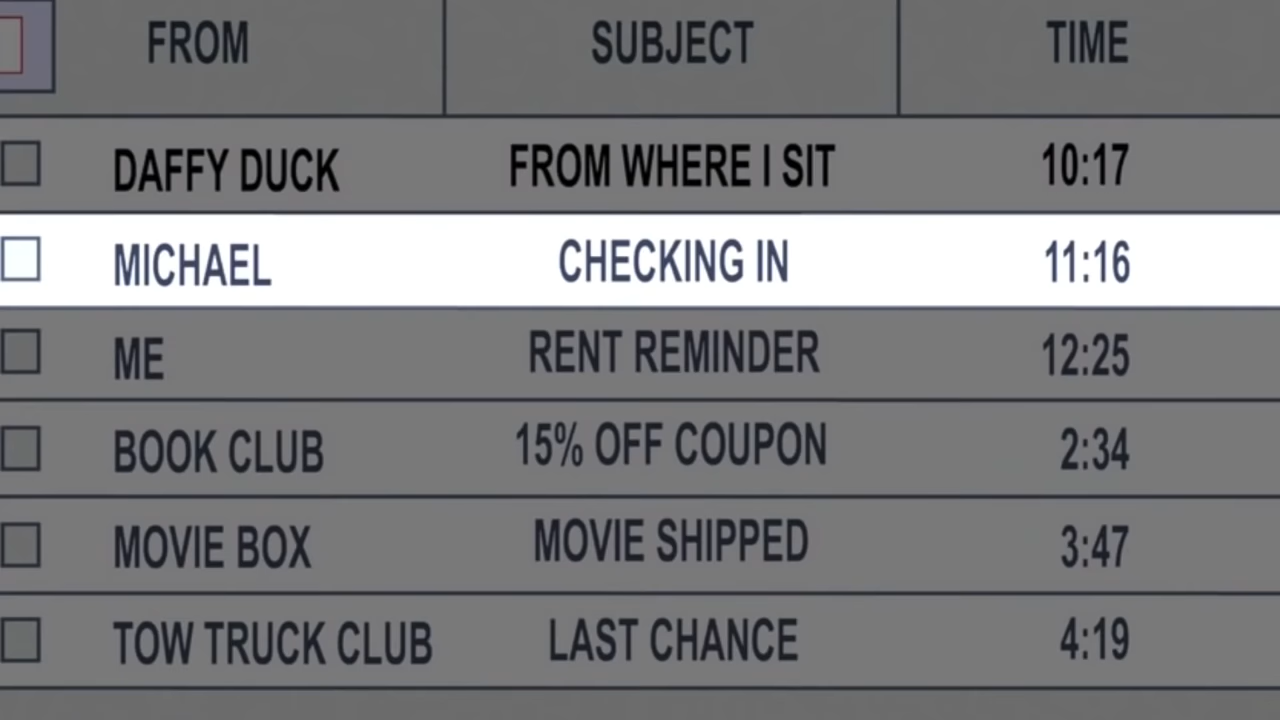 FROM SUBJECT TIME
DAFFY DUCK FROM WHERE I SIT 10:17
MICHAEL CHECKING IN 11:16
ME RENT REMINDER 12:25
BOOK CLUB 15% OFF COUPON 2:34
MOVIE BOX MOVIE SHIPPED 3:47
TOW TRUCK CLUB LAST CHANCE 4:19